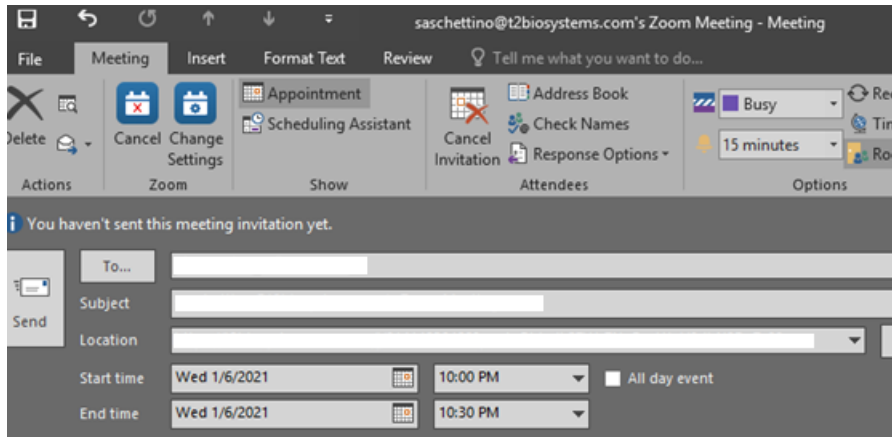 saschettino@t2biosystems.com's Zoom Meeting - Meeting
File Meeting Insert Format Text Review Tell me what you want to do...
Delete
Cancel
Change
Settings
Appointment
Scheduling Assistant
Cancel
Invitation
Address Book
Check Names
Response Options
Busy
15 minutes
Actions Zoom Show Attendees Options
You haven't sent this meeting invitation yet.
Send
To...
Subject
Location
Start time Wed 1/6/2021 10:00 PM All day event
End time Wed 1/6/2021 10:30 PM